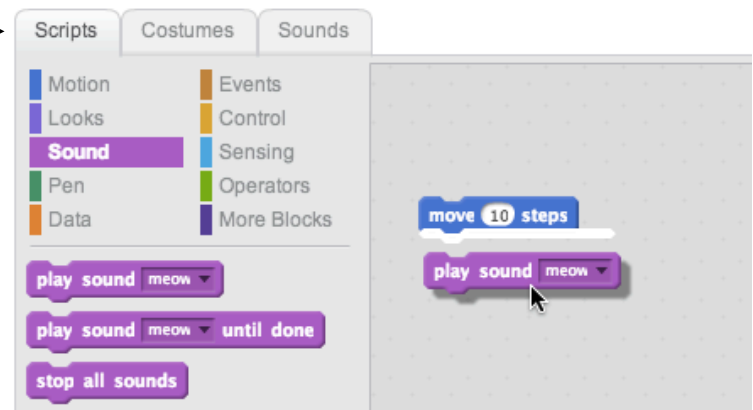 Scripts Costumes Sounds
Motion Events
Looks Control
Sound Sensing
Pen Operators
Data More Blocks
play sound meow
play sound meow until done
stop all sounds
move 10 steps
play sound meow